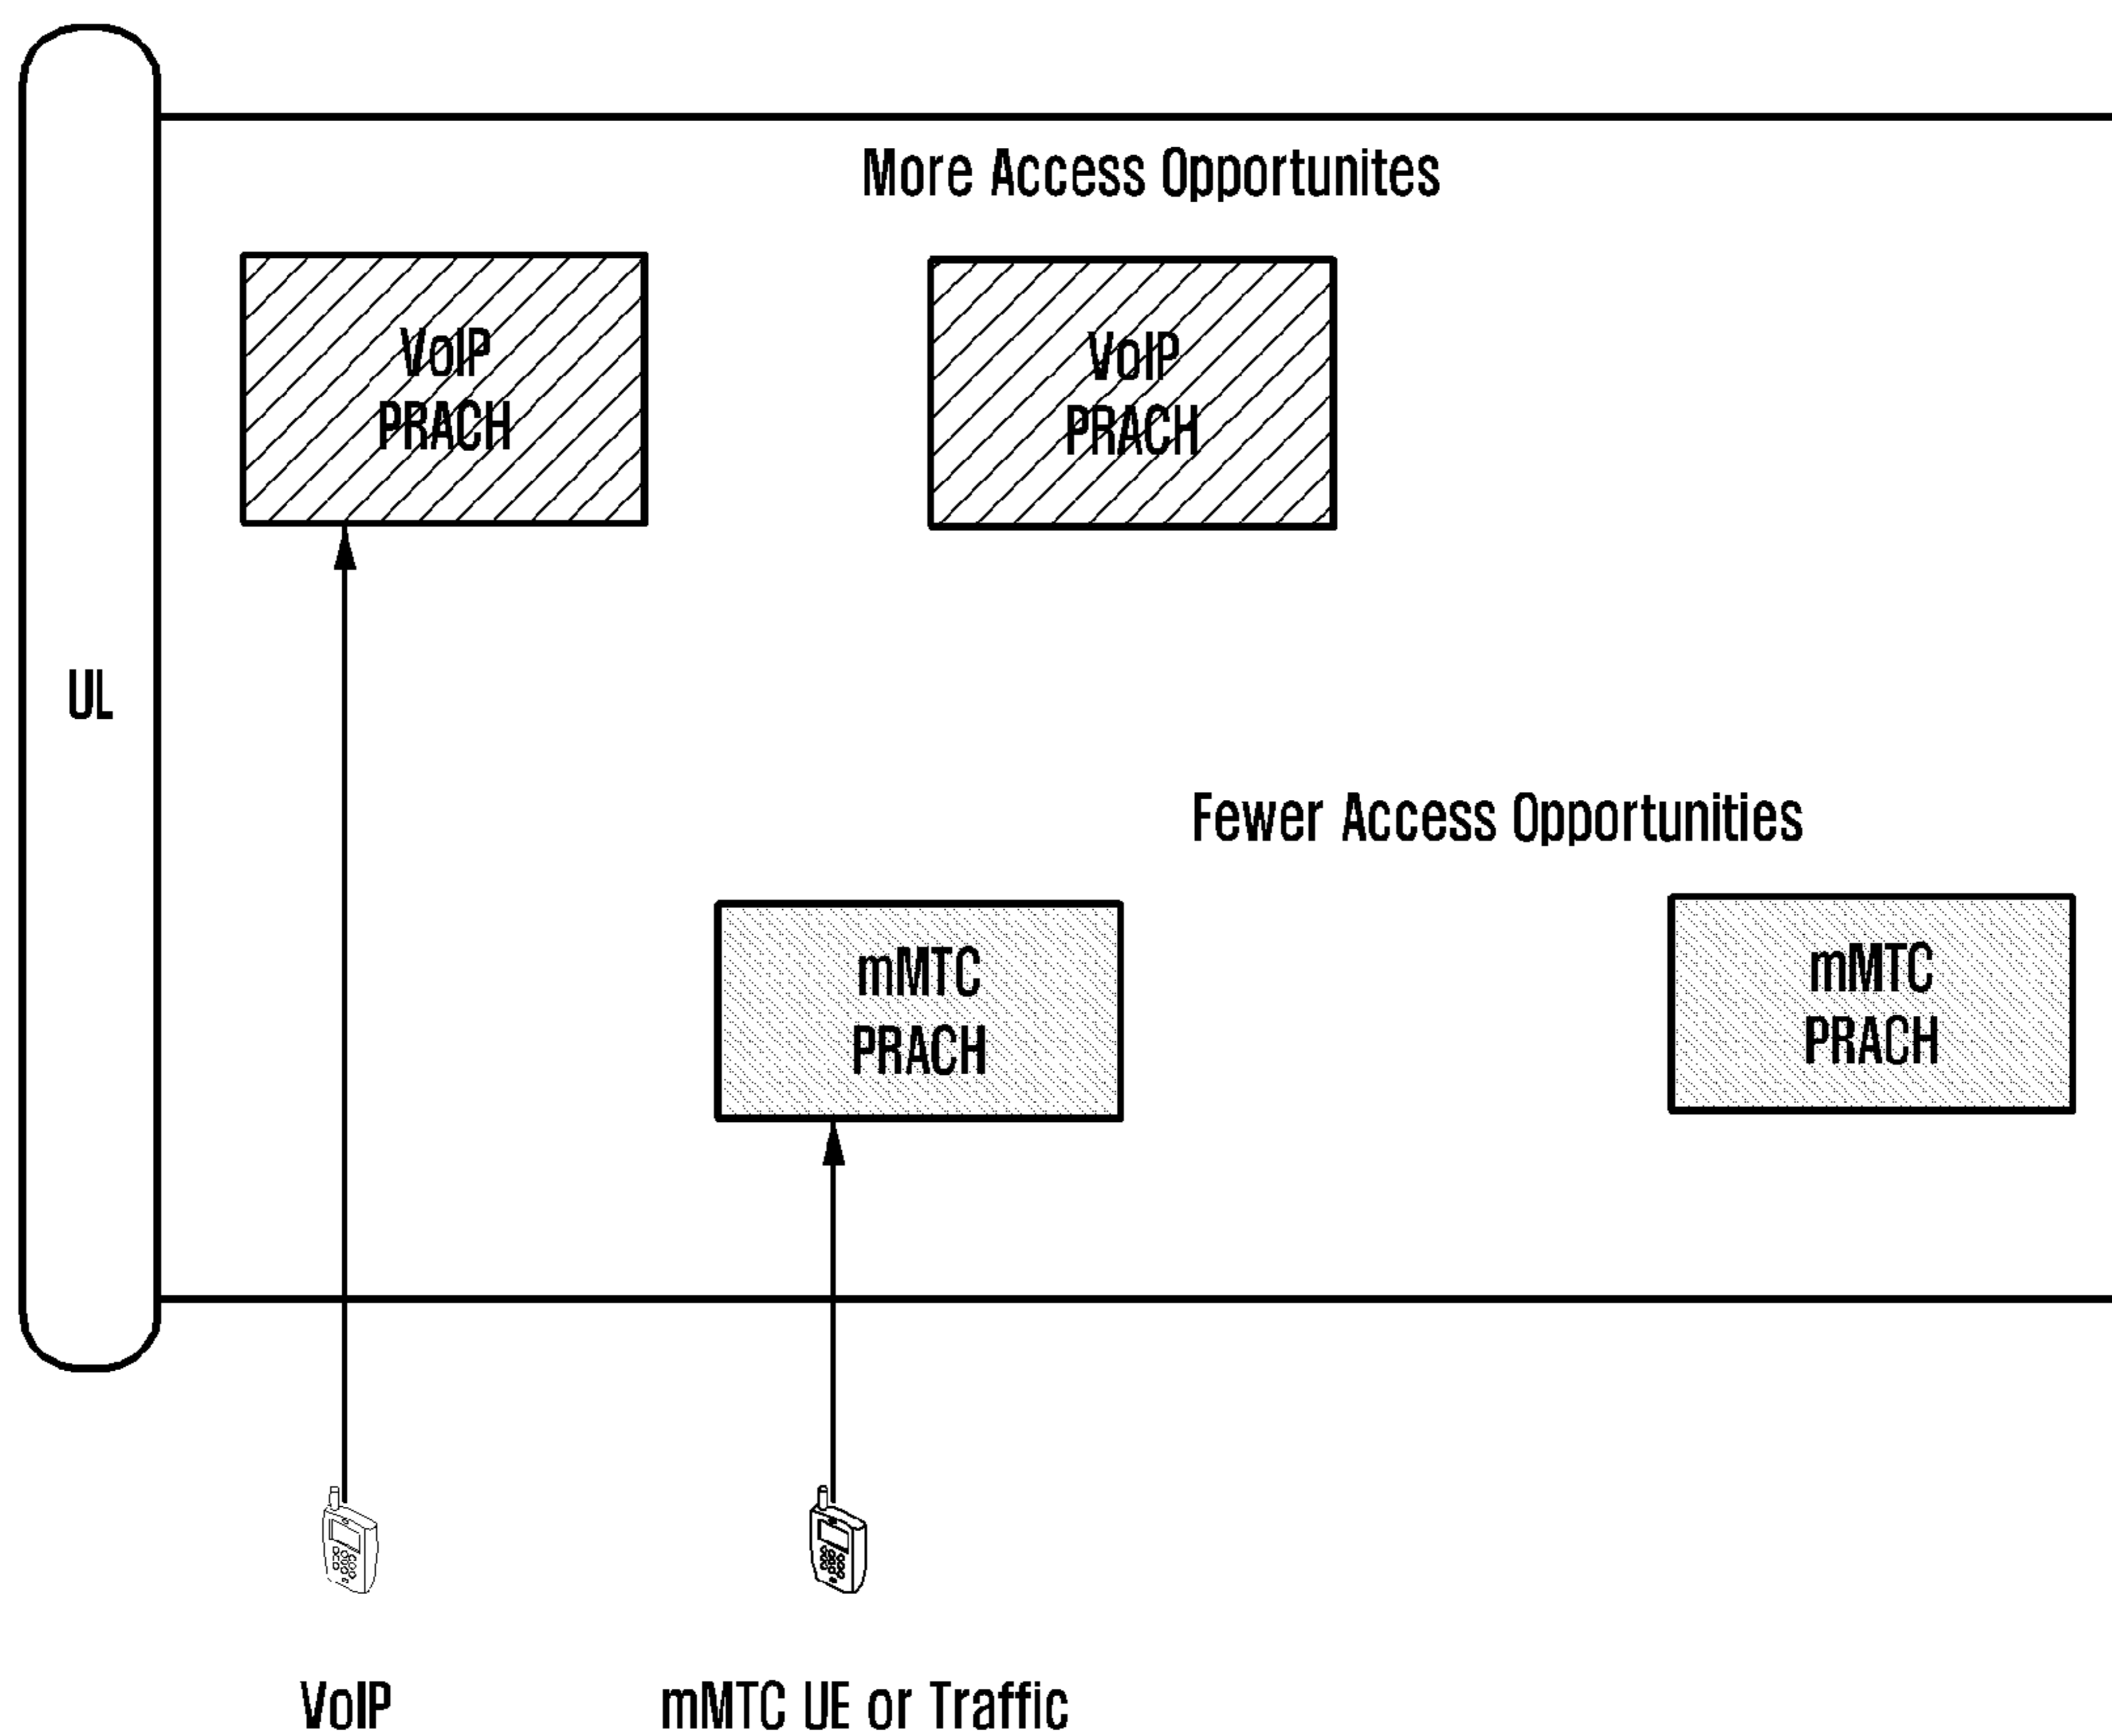 More Access Opportunites
VoIP
PRACH
VoIP
PRACH
UL
Fewer Access Opportunities
mMTC
PRACH
mMTC
PRACH
VoIP
mMTC UE or Traffic